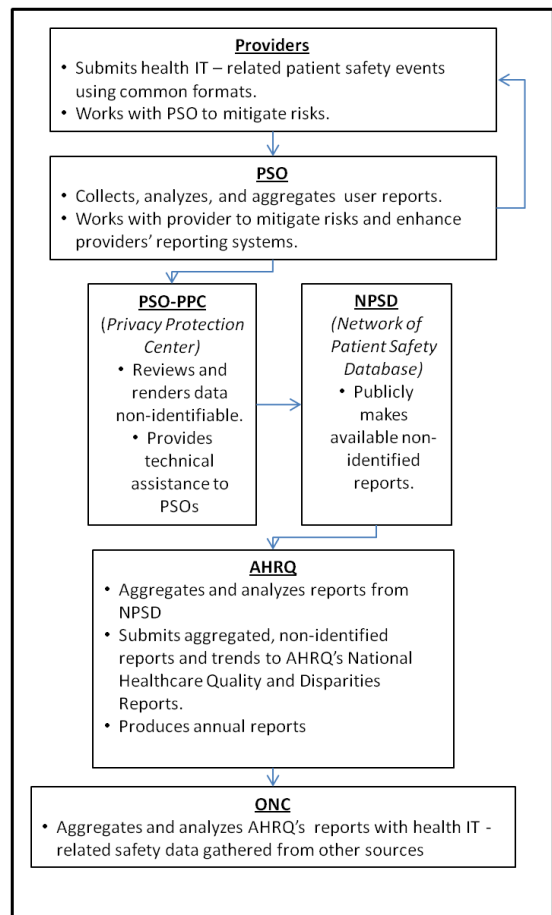 Providers
• Submits health IT – related patient safety events
using common formats.
• Works with PSO to mitigate risks.
PSO
• Collects, analyzes, and aggregates user reports.
• Works with provider to mitigate risks and enhance
providers' reporting systems.
PSO-PPC
(Privacy Protection
Center)
• Reviews and
renders data
non-identifiable.
• Provides
technical
assistance to
PSOs
NPSD
(Network of
Patient Safety
Database)
• Publicly
makes
available non-
identified
reports.
AHRQ
• Aggregates and analyzes reports from
NPSD
• Submits aggregated, non-identified
reports and trends to AHRQ's National
Healthcare Quality and Disparities
Reports.
• Produces annual reports
ONC
• Aggregates and analyzes AHRQ's reports with health IT -
related safety data gathered from other sources